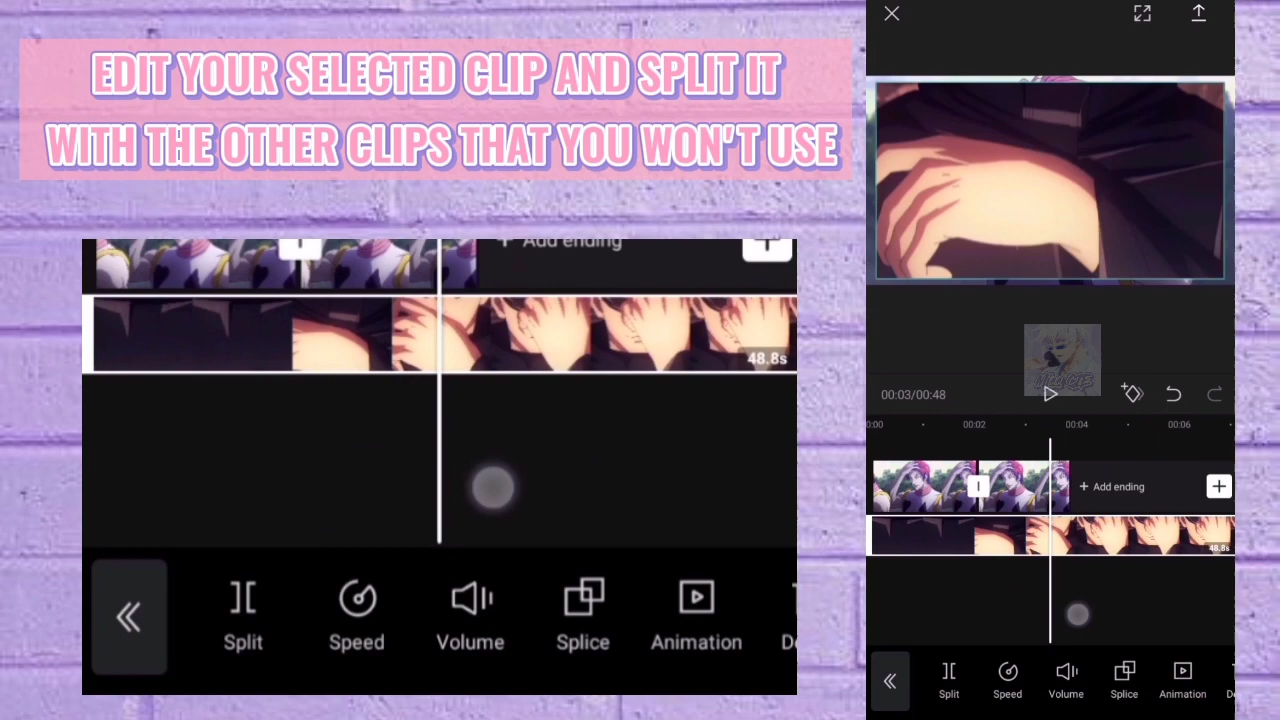 EDIT YOUR SELECTED CLIP AND SPLIT IT
WITH THE OTHER CLIPS THAT YOU WON'T USE
+ Add ending
48.8s
Split
Speed
Volume
Splice
Animation
00:03/00:48
0:00
00:02
00:04
00:06
+ Add ending
48.8s
Split
Speed
Volume
Splice
Animation